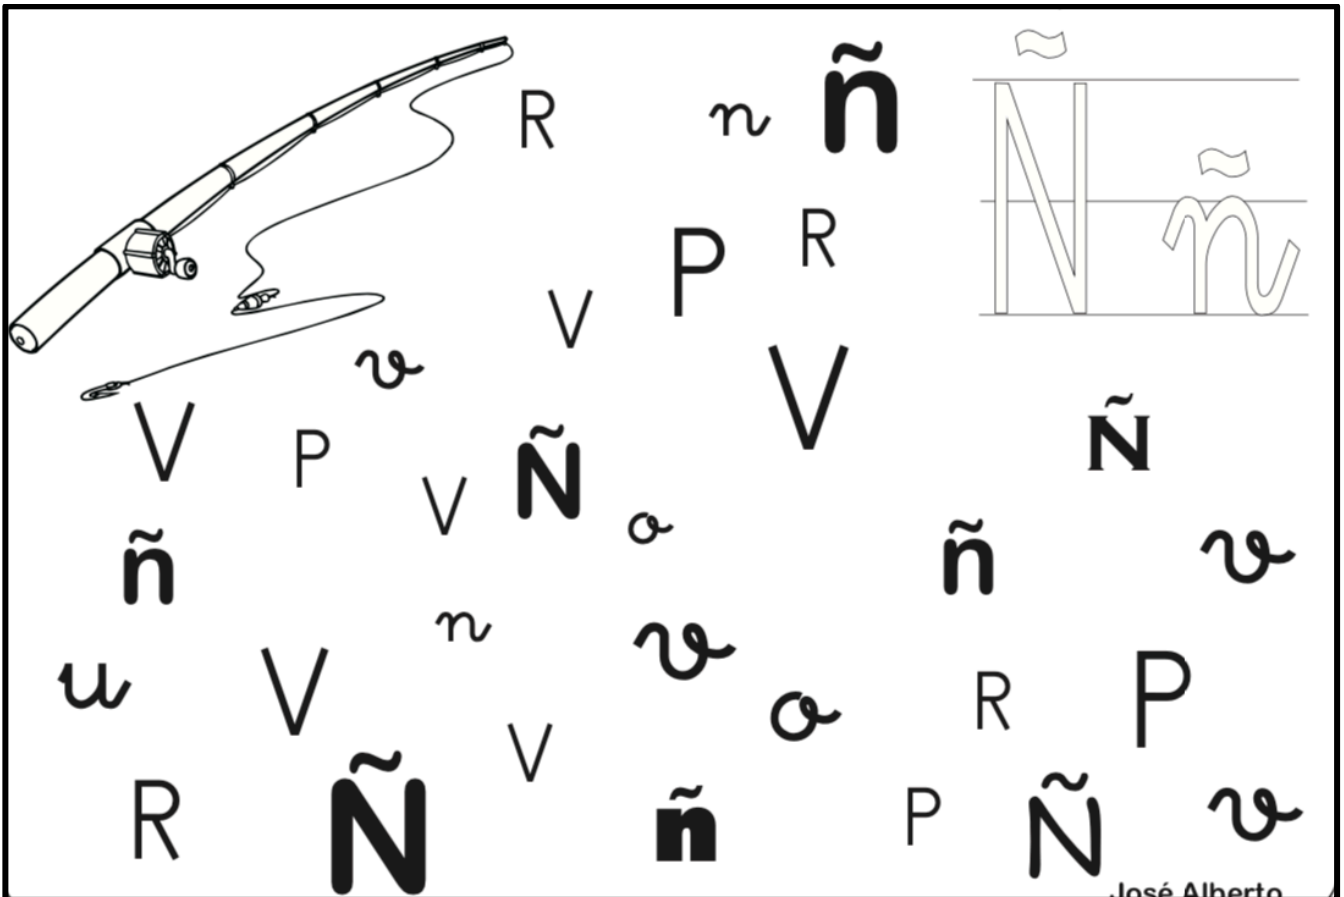 R n ñ Ñ ñ
P R
V
v V
V P Ñ Ñ
V o
ñ ñ v
n v
u V o R P
V
R Ñ ñ P Ñ v
José Alberto